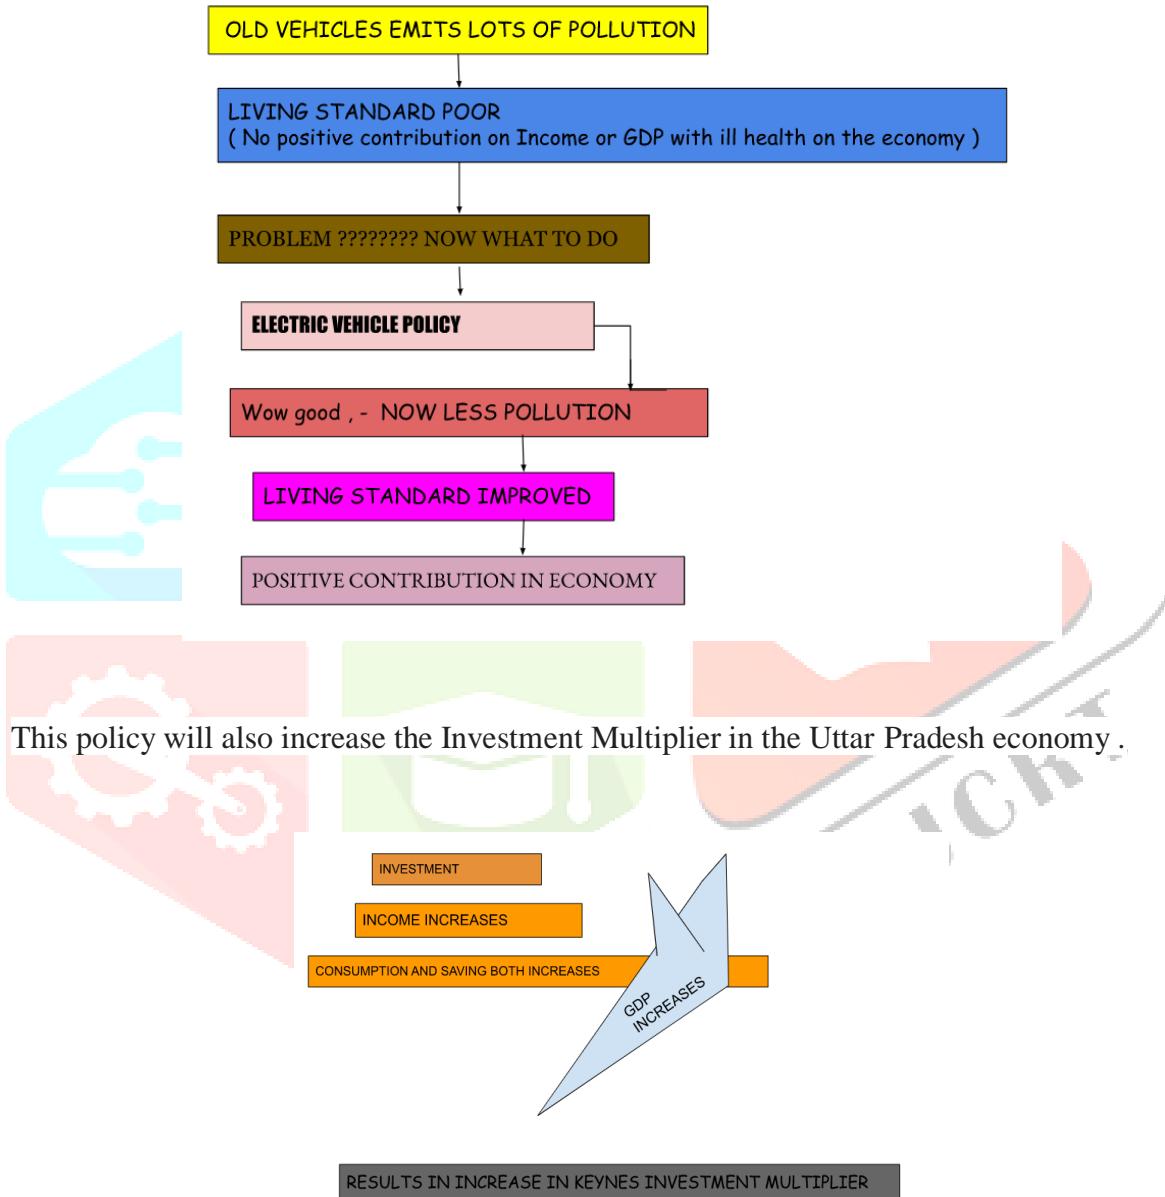 OLD VEHICLES EMITS LOTS OF POLLUTION
LIVING STANDARD POOR
( No positive contribution on Income or GDP with ill health on the economy )
PROBLEM ???????? NOW WHAT TO DO
ELECTRIC VEHICLE POLICY
Wow good , - NOW LESS POLLUTION
LIVING STANDARD IMPROVED
POSITIVE CONTRIBUTION IN ECONOMY
This policy will also increase the Investment Multiplier in the Uttar Pradesh economy .
INVESTMENT
INCOME INCREASES
CONSUMPTION AND SAVING BOTH INCREASES
GDP
INCREASES
RESULTS IN INCREASE IN KEYNES INVESTMENT MULTIPLIER